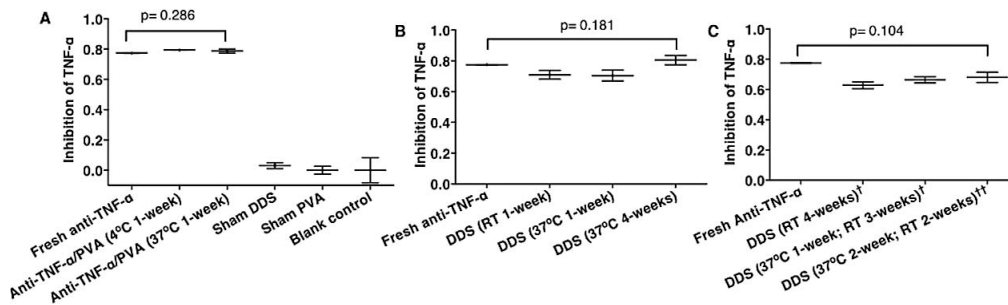 A
p= 0.286
Inhibition of TNF-α
1.0
0.8
0.6
0.4
0.2
0.0
Fresh anti-TNF-α
Anti-TNF-α/PVA (4ºC 1-week)
Anti-TNF-α/PVA (37ºC 1-week)
Sham DDS
Sham PVA
Blank control
B
p= 0.181
Inhibition of TNF-α
1.0
0.8
0.6
0.4
0.2
0.0
Fresh anti-TNF-α
DDS (RT 1-week)
DDS (37ºC 1-week)
DDS (37ºC 4-weeks)
C
p= 0.104
Inhibition of TNF-α
1.0
0.8
0.6
0.4
0.2
0.0
Fresh Anti-TNF-α
DDS (RT 4-weeks)†
DDS (37ºC 1-week; RT 3-weeks)†
DDS (37ºC 2-week; RT 2-weeks)††